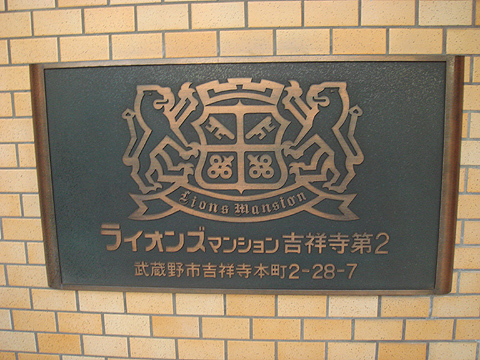 Lions Mansion
ライオンズマンション吉祥寺第2
武蔵野市吉祥寺本町2-28-7